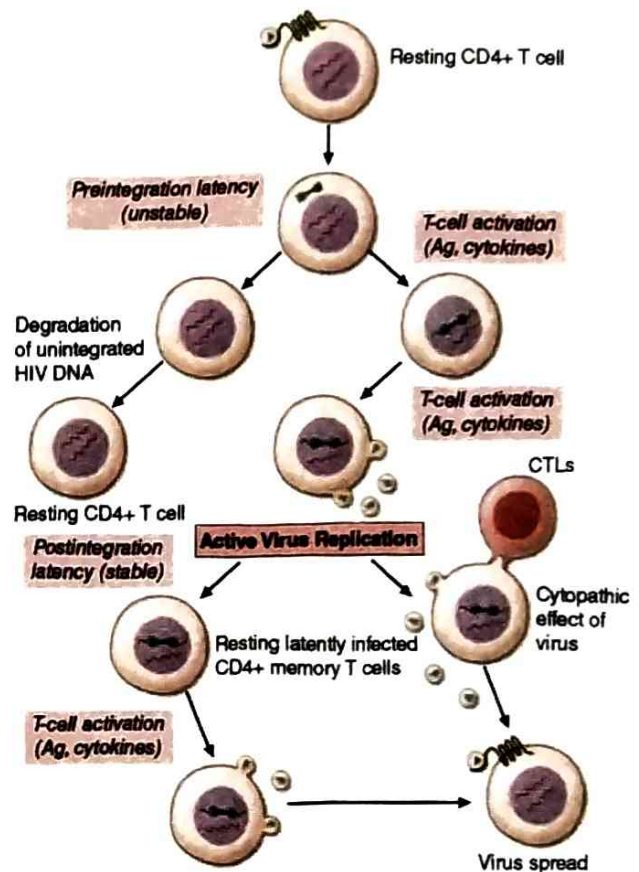 Resting CD4+ T cell
Preintegration latency
(unstable)
T-cell activation
(Ag, cytokines)
Degradation
of unintegrated
HIV DNA
T-cell activation
(Ag, cytokines)
Resting CD4+ T cell
CTLs
Active Virus Replication
Postintegration
latency (stable)
Cytopathic
effect of
virus
Resting latently infected
CD4+ memory T cells
T-cell activation
(Ag, cytokines)
Virus spread